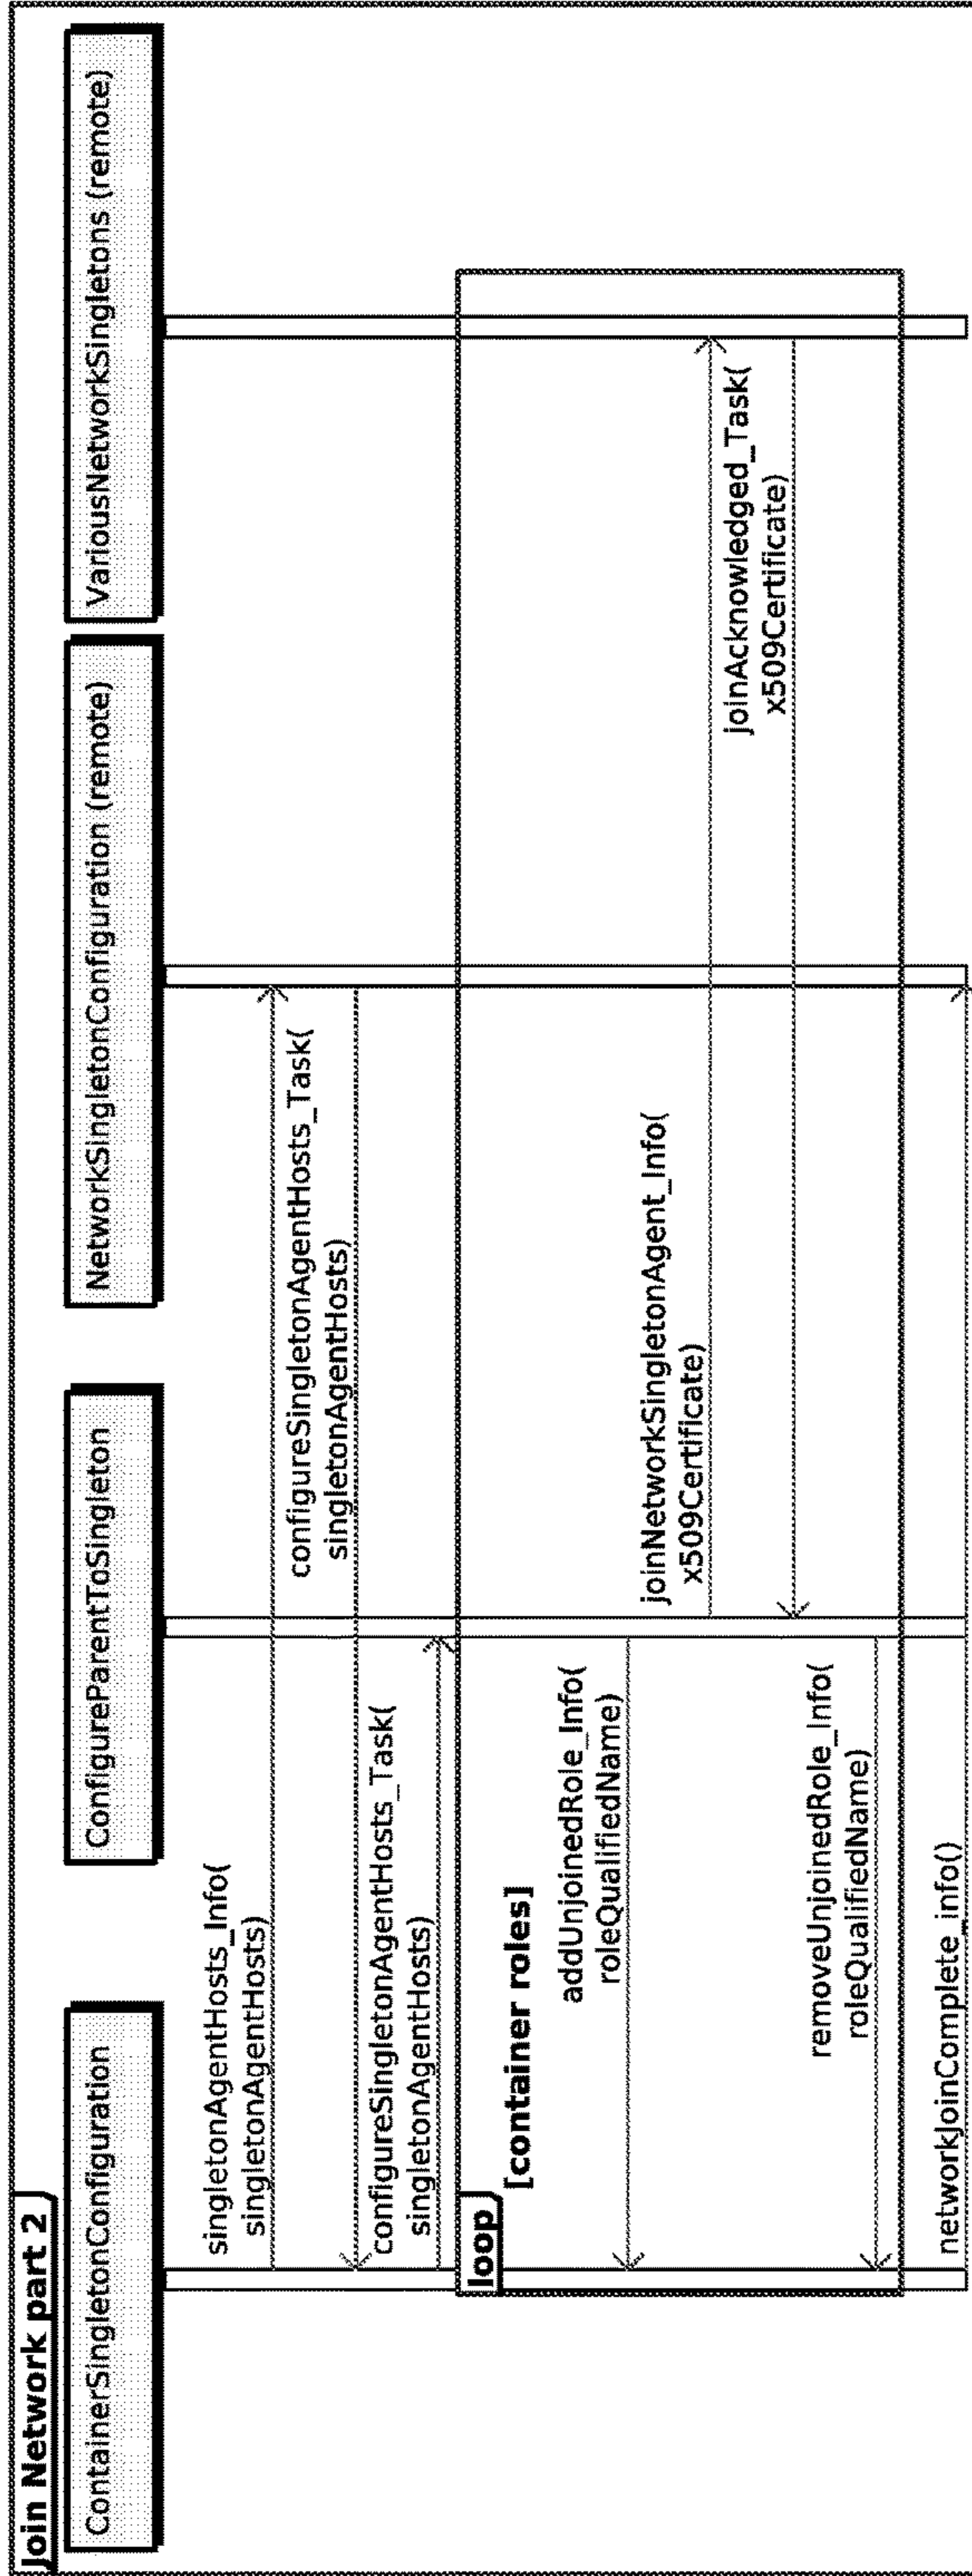 Join Network part 2
ContainerSingletonConfiguration
ConfigureParentToSingleton
NetworkSingletonConfiguration (remote)
VariousNetworkSingletons (remote)
singletonAgentHosts_Info(
singletonAgentHosts)
configureSingletonAgentHosts_Task(
singletonAgentHosts)
configureSingletonAgentHosts_Task(
singletonAgentHosts)
loop
[container roles]
addUnjoinedRole_Info(
roleQualifiedName)
joinNetworkSingletonAgent_Info(
x509Certificate)
joinAcknowledged_Task(
x509Certificate)
removeUnjoinedRole_Info(
roleQualifiedName)
networkJoinComplete_info()